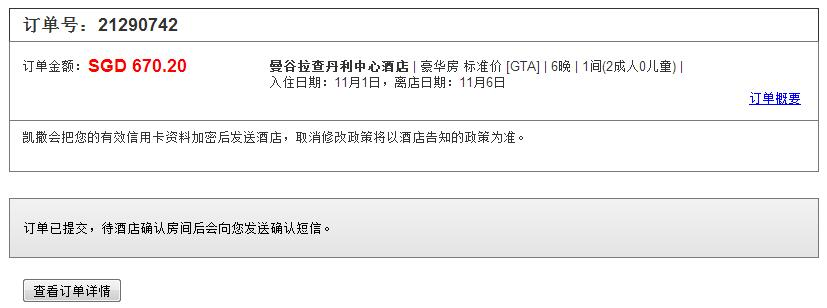 订单号：21290742
订单金额：SGD 670.20
曼谷拉查丹利中心酒店 | 豪华房 标准价 [GTA] | 6晚 | 1间(2成人0儿童) |
入住日期：11月1日，离店日期：11月6日
订单概要
凯撒会把您的有效信用卡资料加密后发送酒店，取消修改政策将以酒店告知的政策为准。
订单已提交，待酒店确认房间后会向您发送确认短信。
查看订单详情